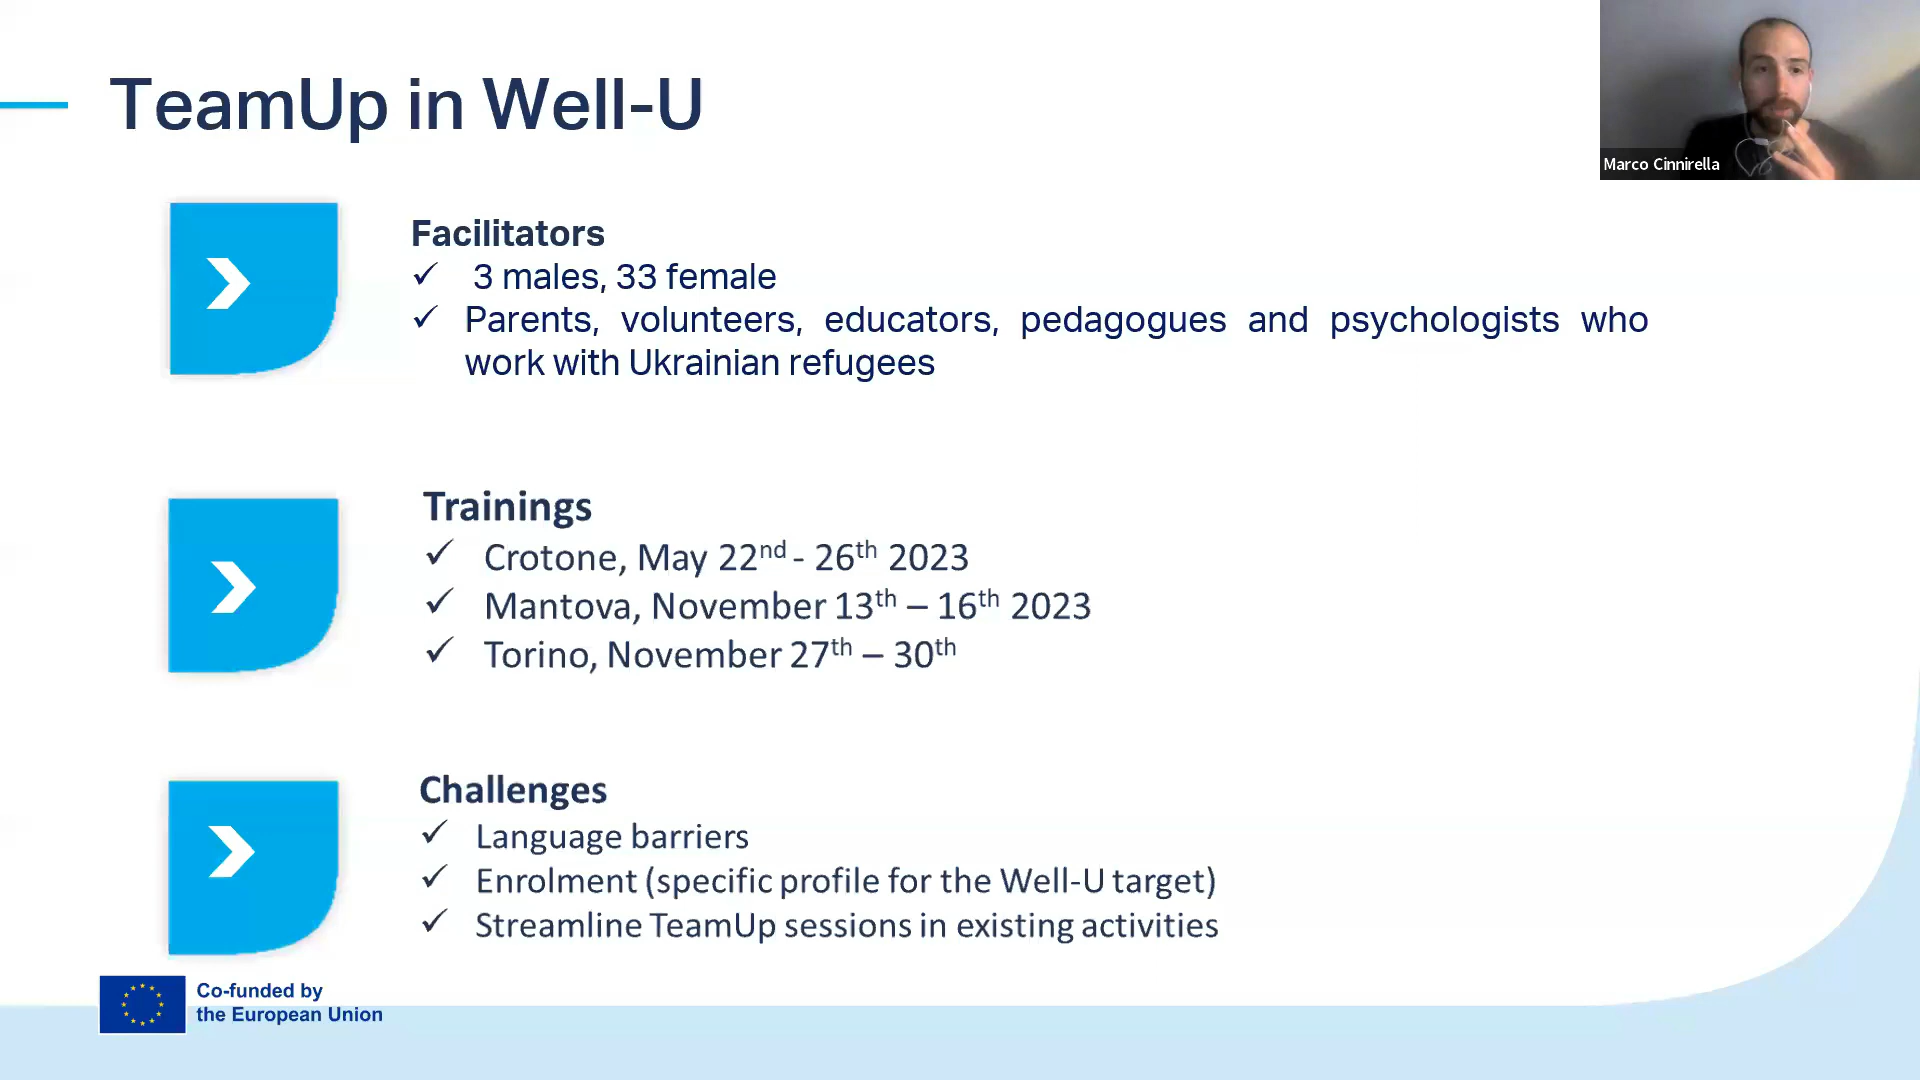 TeamUp in Well-U
Marco Cinnirella
Facilitators
✓ 3 males, 33 female
✓ Parents, volunteers, educators, pedagogues and psychologists who
work with Ukrainian refugees
Trainings
✓ Crotone, May 22nd - 26th 2023
✓ Mantova, November 13th – 16th 2023
✓ Torino, November 27th – 30th
Challenges
✓ Language barriers
✓ Enrolment (specific profile for the Well-U target)
✓ Streamline TeamUp sessions in existing activities
Co-funded by
the European Union